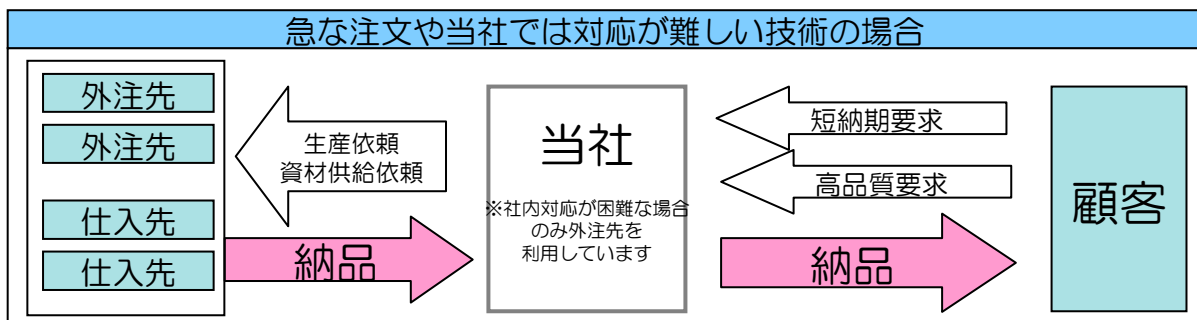 急な注文や当社では対応が難しい技術の場合
外注先
外注先
仕入先
仕入先
生産依頼
資材供給依頼
納品
当社
※社内対応が困難な場合
のみ外注先を
利用しています
短納期要求
高品質要求
納品
顧客